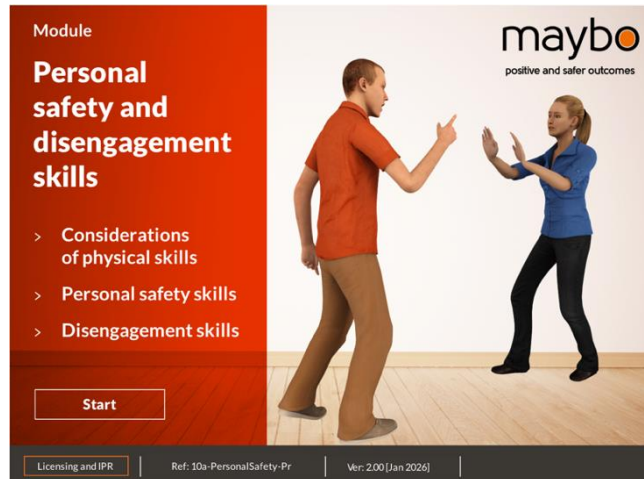 Module
maybo
positive and safer outcomes
Personal
safety and
disengagement
skills
> Considerations
of physical skills
> Personal safety skills
> Disengagement skills
Start
Licensing and IPR
Ref: 10a-PersonalSafety-Pr
Ver: 2.00 [Jan 2026]